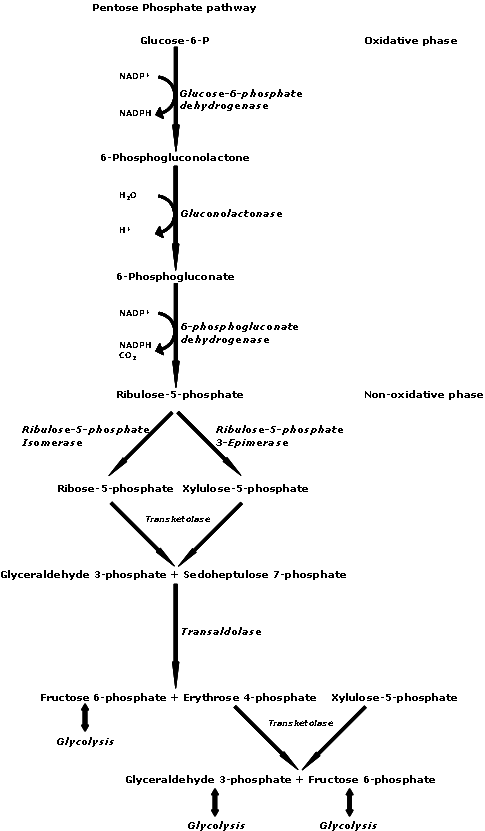 Pentose Phosphate pathway
Glucose-6-P
Oxidative phase
NADP⁺
Glucose-6-phosphate
dehydrogenase
NADPH
6-Phosphogluconolactone
H₂O
Gluconolactonase
H⁺
6-Phosphogluconate
NADP⁺
6-phosphogluconate
dehydrogenase
NADPH
CO₂
Ribulose-5-phosphate
Non-oxidative phase
Ribulose-5-phosphate
Isomerase
Ribulose-5-phosphate
3-Epimerase
Ribose-5-phosphate
Xylulose-5-phosphate
Transketolase
Glyceraldehyde 3-phosphate + Sedoheptulose 7-phosphate
Transaldolase
Fructose 6-phosphate + Erythrose 4-phosphate
Xylulose-5-phosphate
Transketolase
Glycolysis
Glyceraldehyde 3-phosphate + Fructose 6-phosphate
Glycolysis
Glycolysis